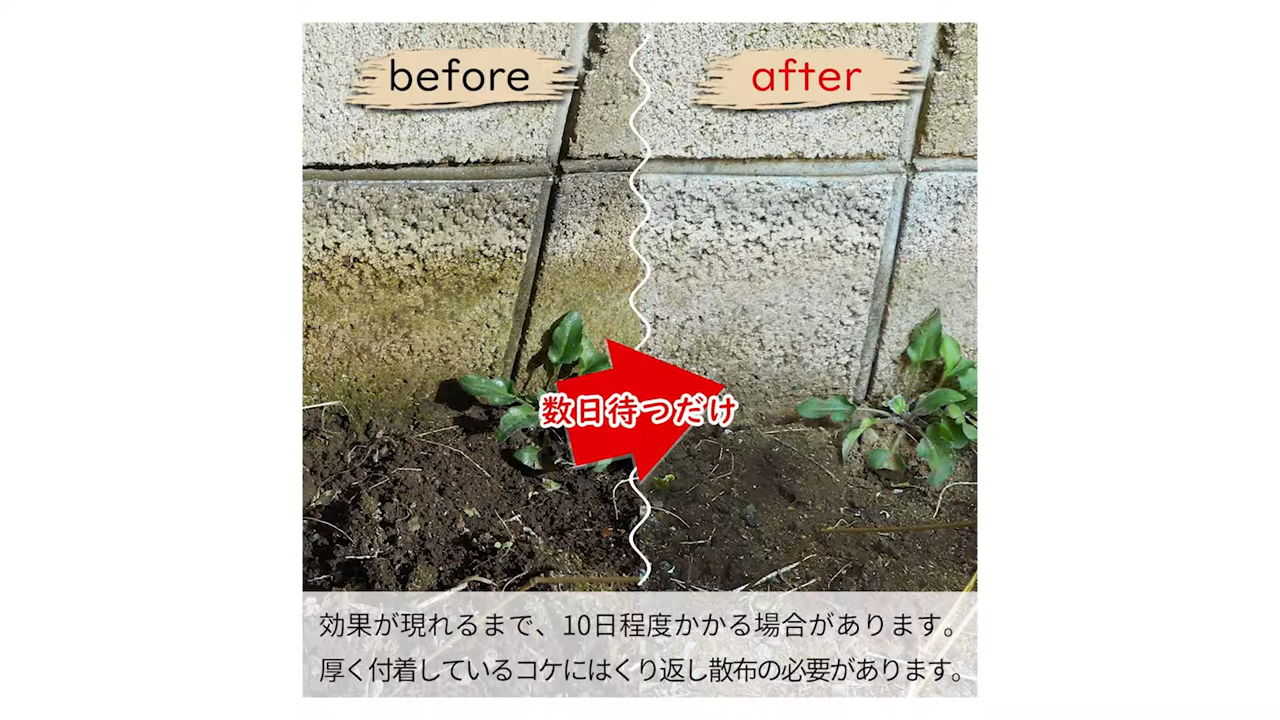 before
after
数日待つだけ
効果が現れるまで、10日程度かかる場合があります。
厚く付着しているコケにはくり返し散布の必要があります。